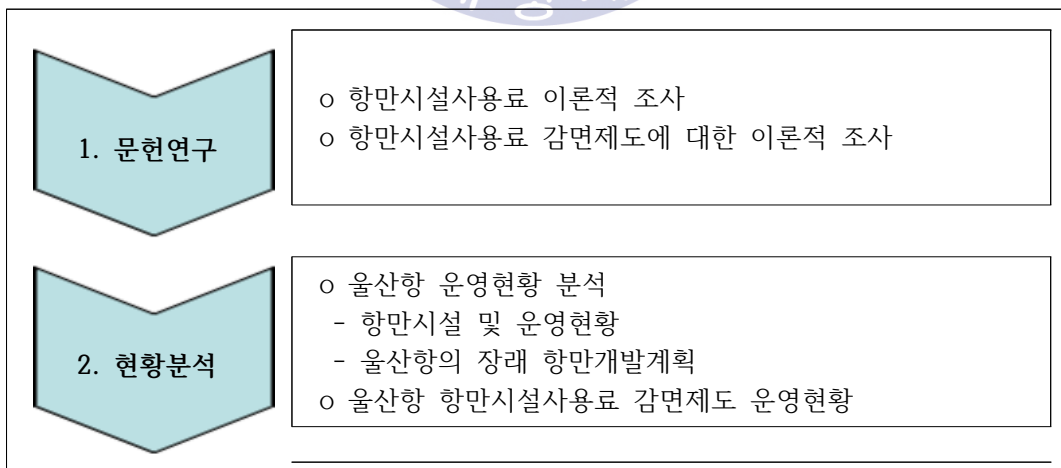 1. 문헌연구
o 항만시설사용료 이론적 조사
o 항만시설사용료 감면제도에 대한 이론적 조사
2. 현황분석
o 울산항 운영현황 분석
- 항만시설 및 운영현황
- 울산항의 장래 항만개발계획
o 울산항 항만시설사용료 감면제도 운영현황